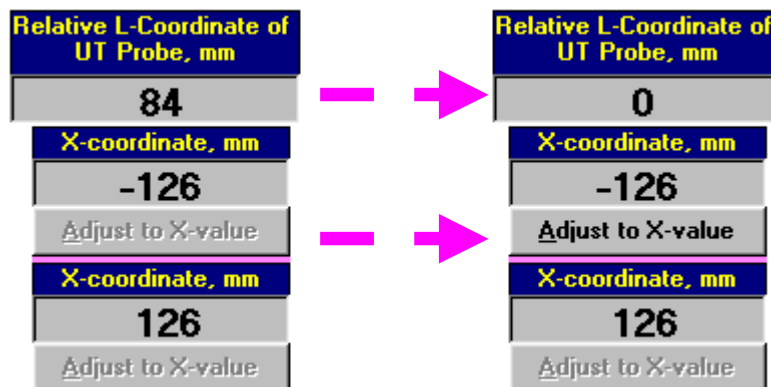 Relative L-Coordinate of
UT Probe, mm
84
X-coordinate, mm
-126
Adjust to X-value
X-coordinate, mm
126
Adjust to X-value
Relative L-Coordinate of
UT Probe, mm
0
X-coordinate, mm
-126
Adjust to X-value
X-coordinate, mm
126
Adjust to X-value